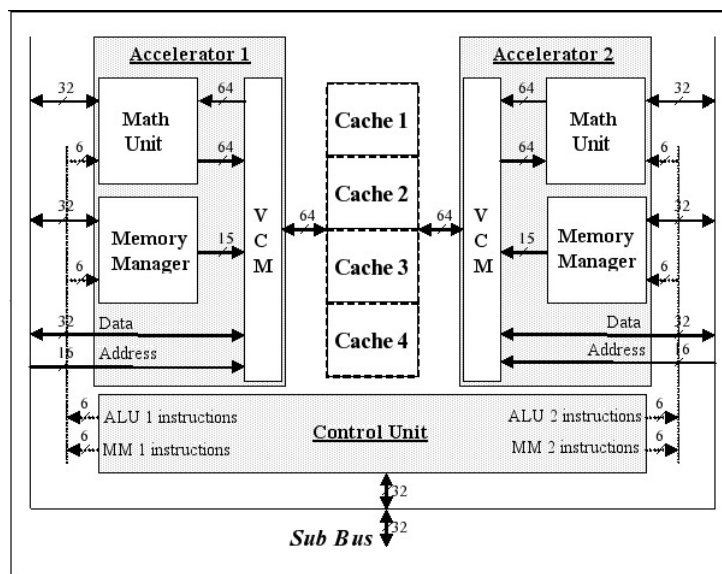 Accelerator 1
Accelerator 2
32
64
64
32
Math
Unit
Cache 1
Math
Unit
6
64
64
6
Cache 2
32
V
C
M
64
64
V
C
M
32
Memory
Manager
15
15
Memory
Manager
6
Cache 3
6
32
Data
Data
32
16
Address
Cache 4
Address
16
6
ALU 1 instructions
ALU 2 instructions
6
Control Unit
6
MM 1 instructions
MM 2 instructions
6
32
32
Sub Bus